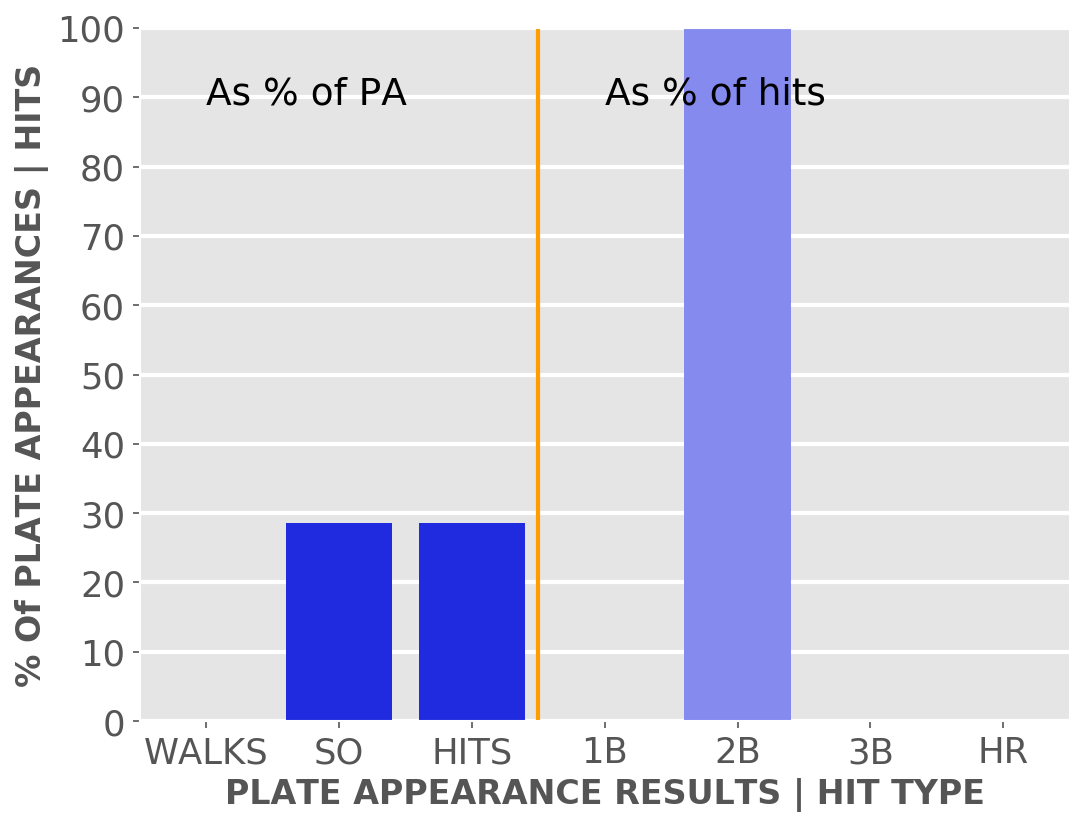 100
90
80
70
60
50
40
30
20
10
0
% Of PLATE APPEARANCES | HITS
As % of PA
As % of hits
WALKS SO HITS 1B 2B 3B HR
PLATE APPEARANCE RESULTS | HIT TYPE